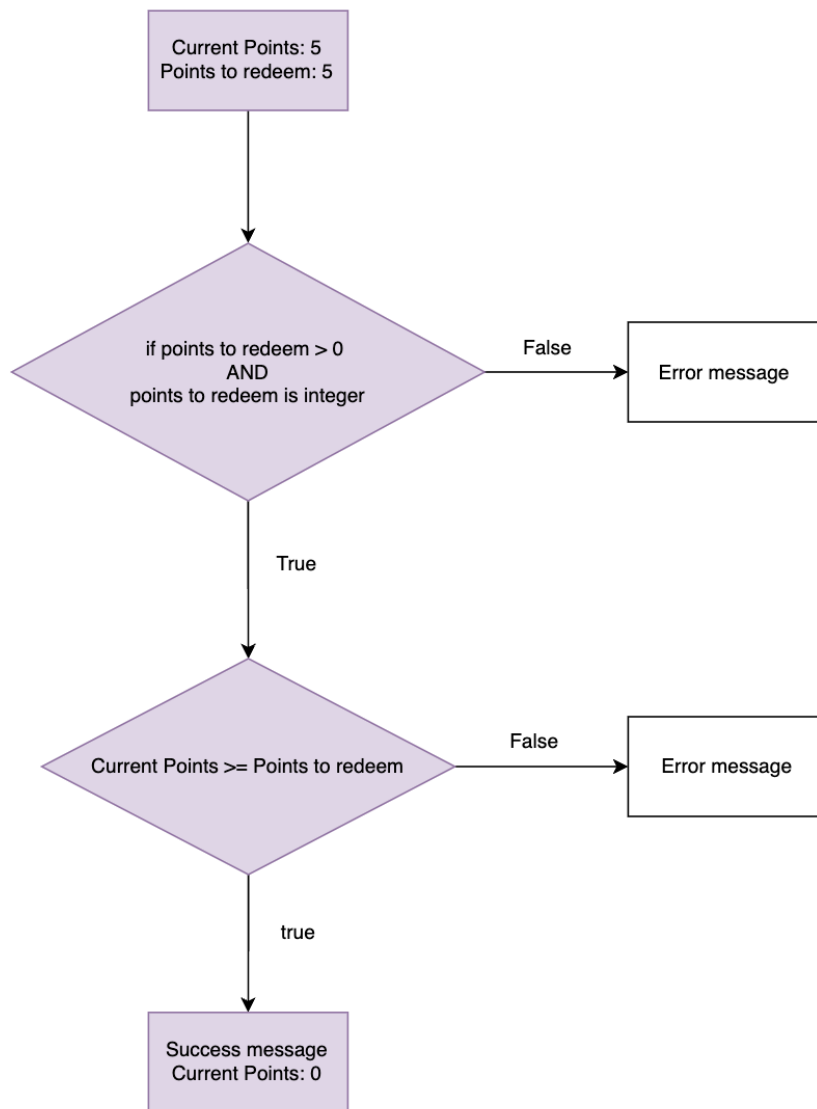 Current Points: 5
Points to redeem: 5
if points to redeem > 0
AND
points to redeem is integer
False
Error message
True
Current Points >= Points to redeem
False
Error message
true
Success message
Current Points: 0